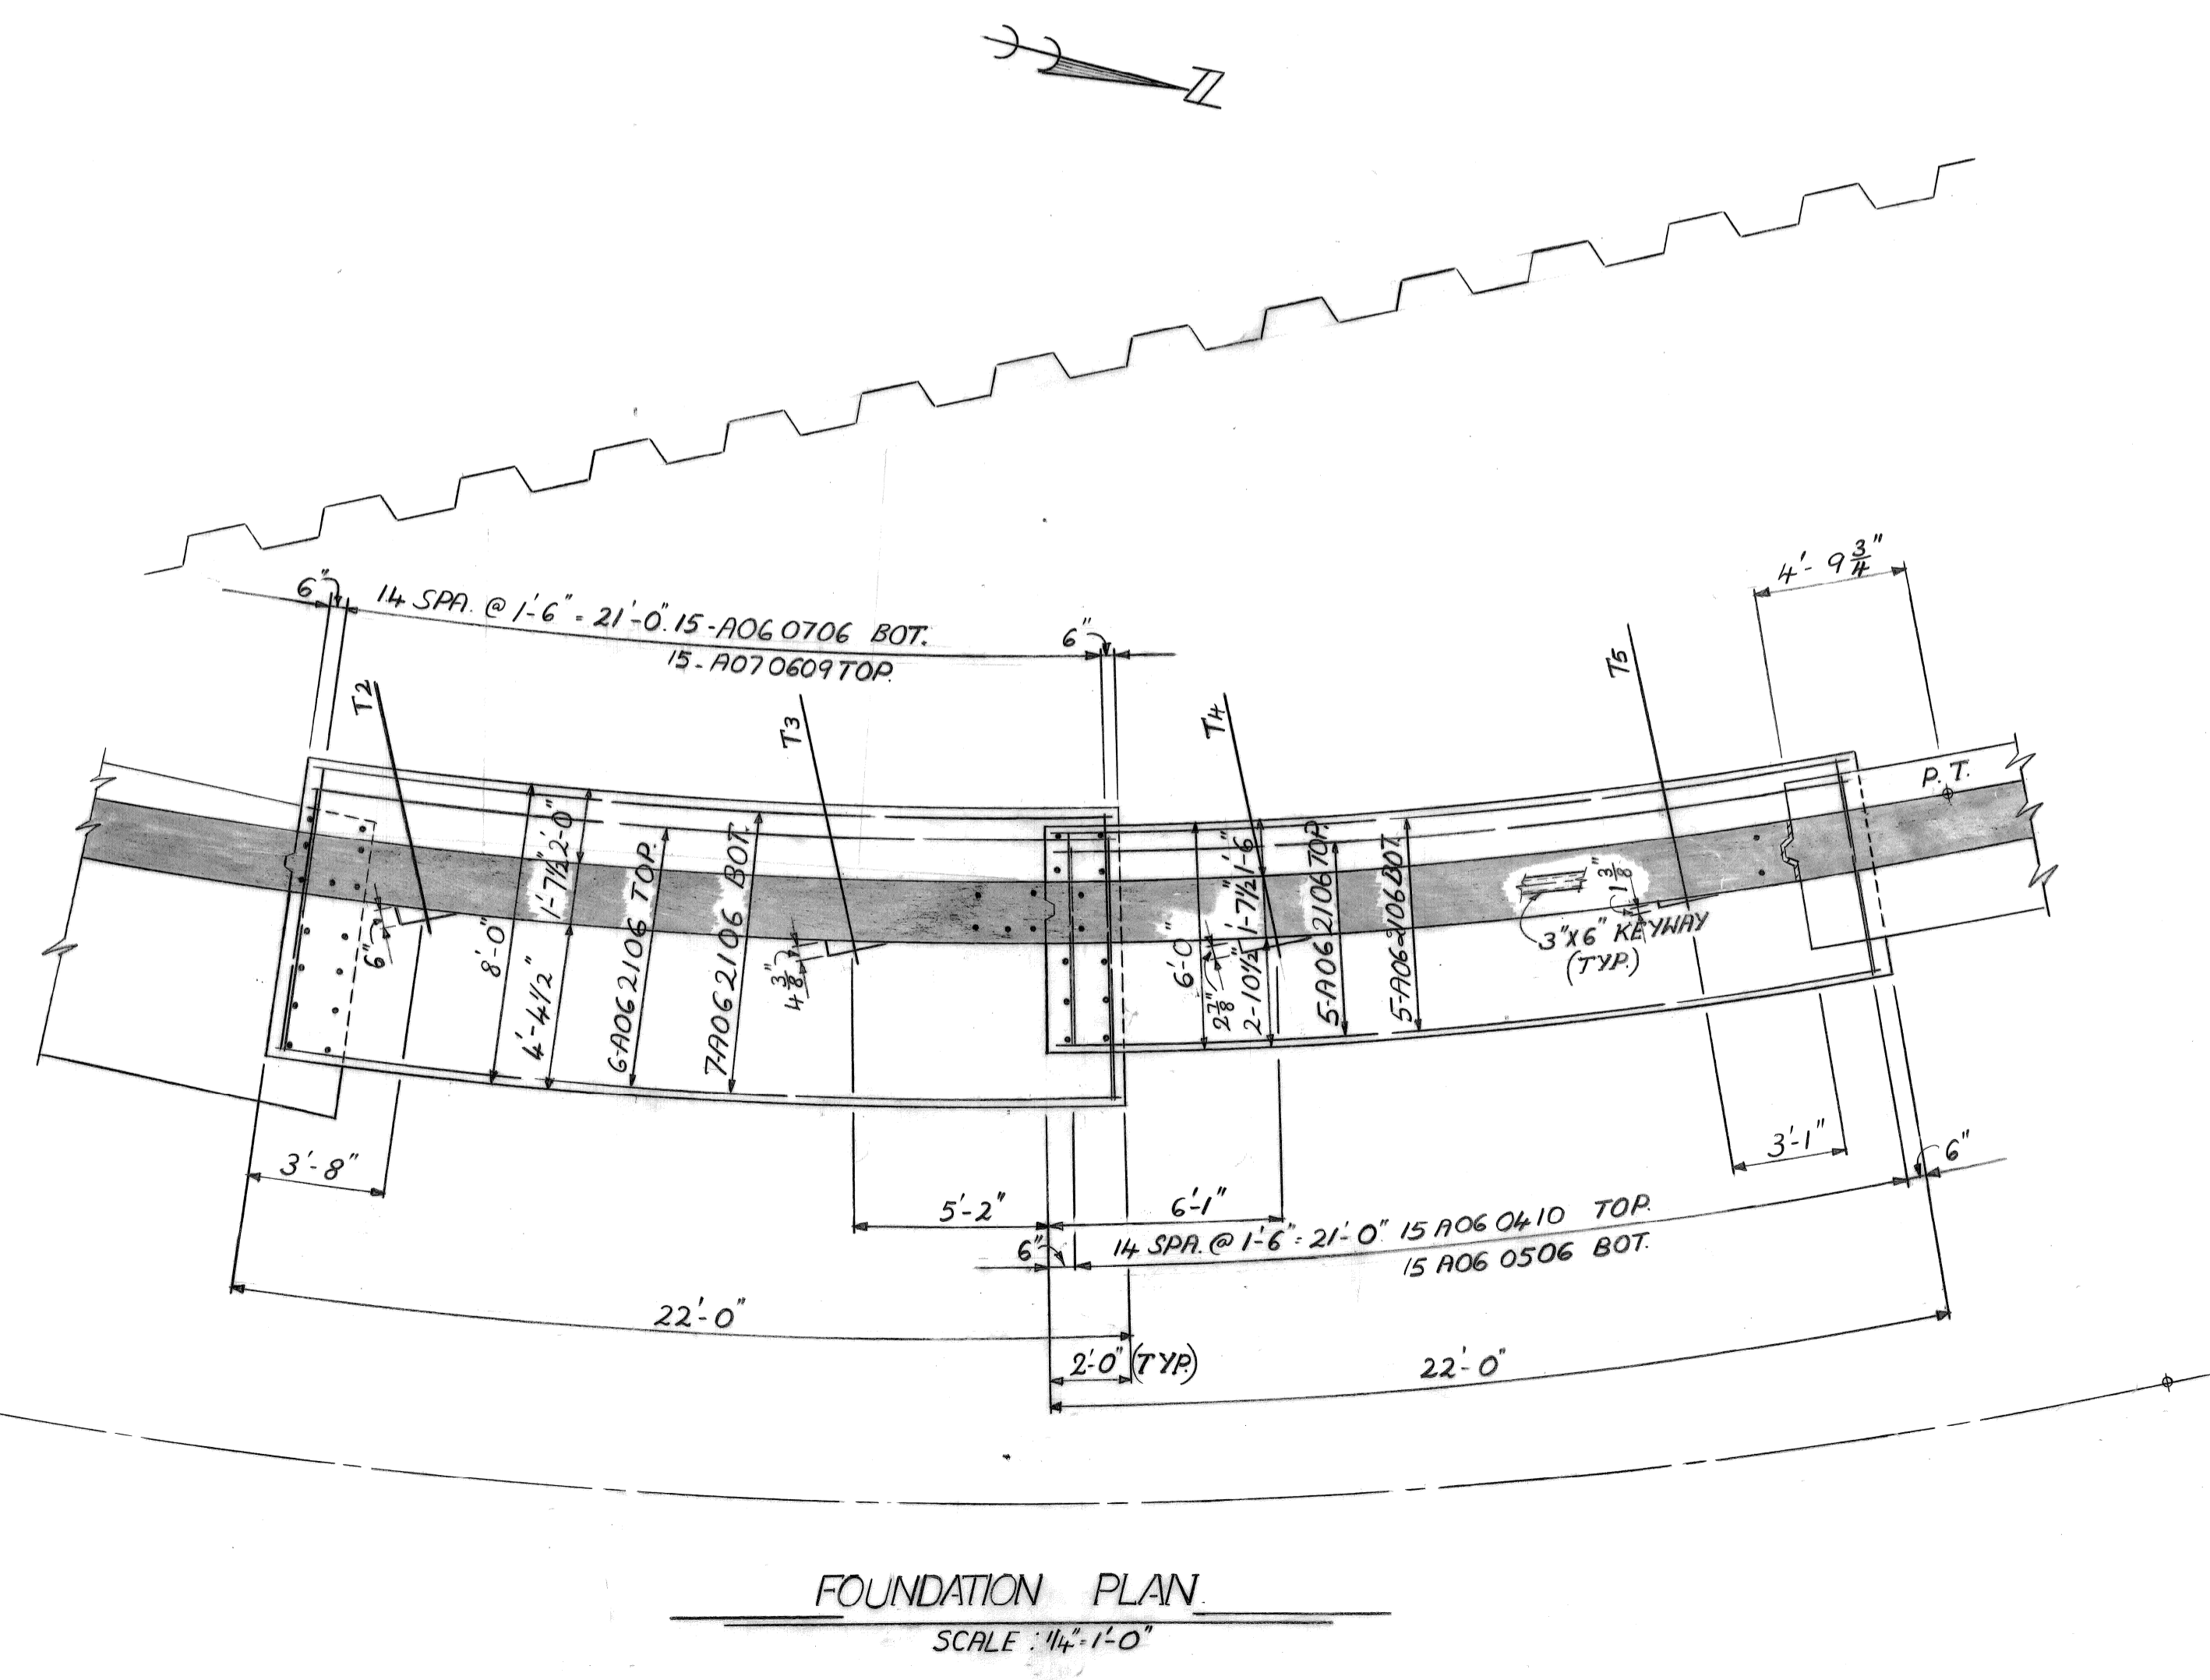 N
4'- 9 3/4"
6"
14 SPA. @ 1'-6" = 21'-0". 15-A06 0706 BOT.
15-A070609 TOP.
6"
T2
T3
T4
T5
P.T.
6"
8'-0"
1'-7 1/2"
2'-0"
4'-4 1/2"
6-A06 2106 TOP.
7-A06 2106 BOT.
4 3/8"
6'-0"
2 7/8"
1'-7 1/2"
1'-6"
2-10 1/2"
5-A06 2106 TOP.
5-A06 2106 BOT.
1 3/8"
3"X6" KEYWAY
(TYP.)
3'-8"
3'-1"
6"
5'-2"
6'-1"
6"
14 SPA. @ 1'-6" = 21'-0" 15 A06 0410 TOP.
15 A06 0506 BOT.
22'-0"
2'-0" (TYP.)
22'-0"
FOUNDATION PLAN.
SCALE : 1/4" = 1'-0"